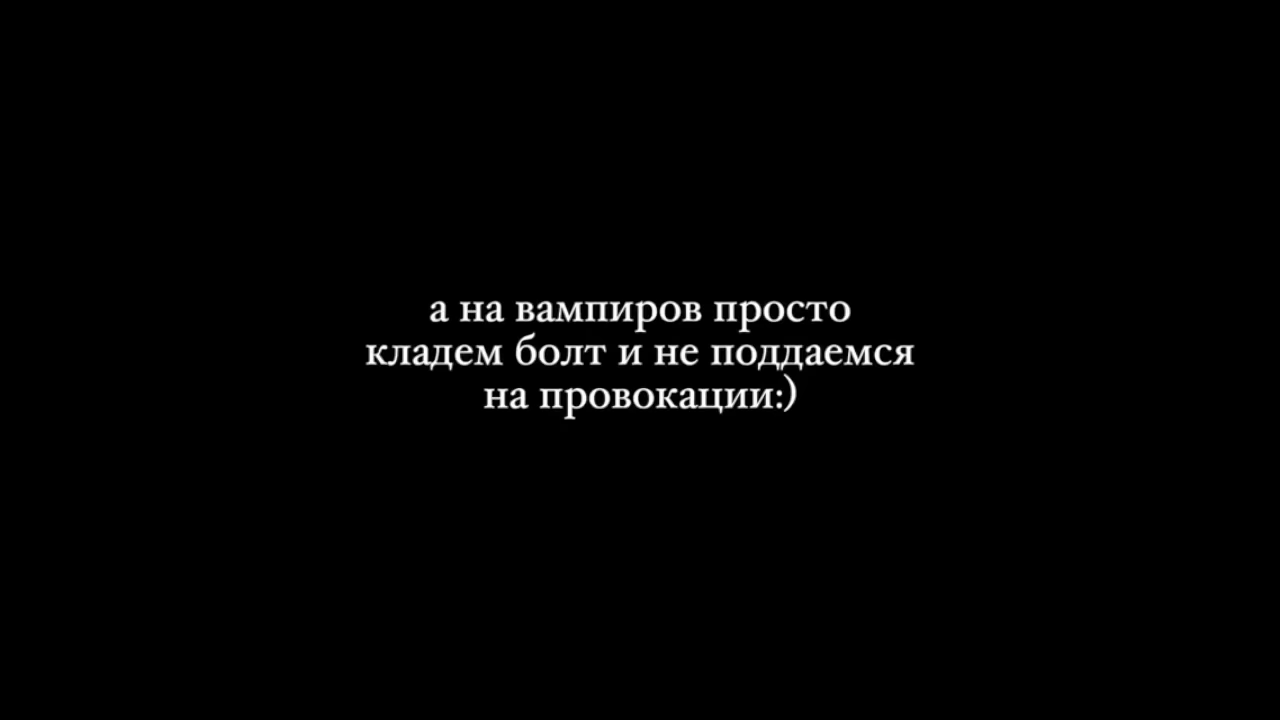 а на вампиров просто
кладем болт и не поддаемся
на провокации:)